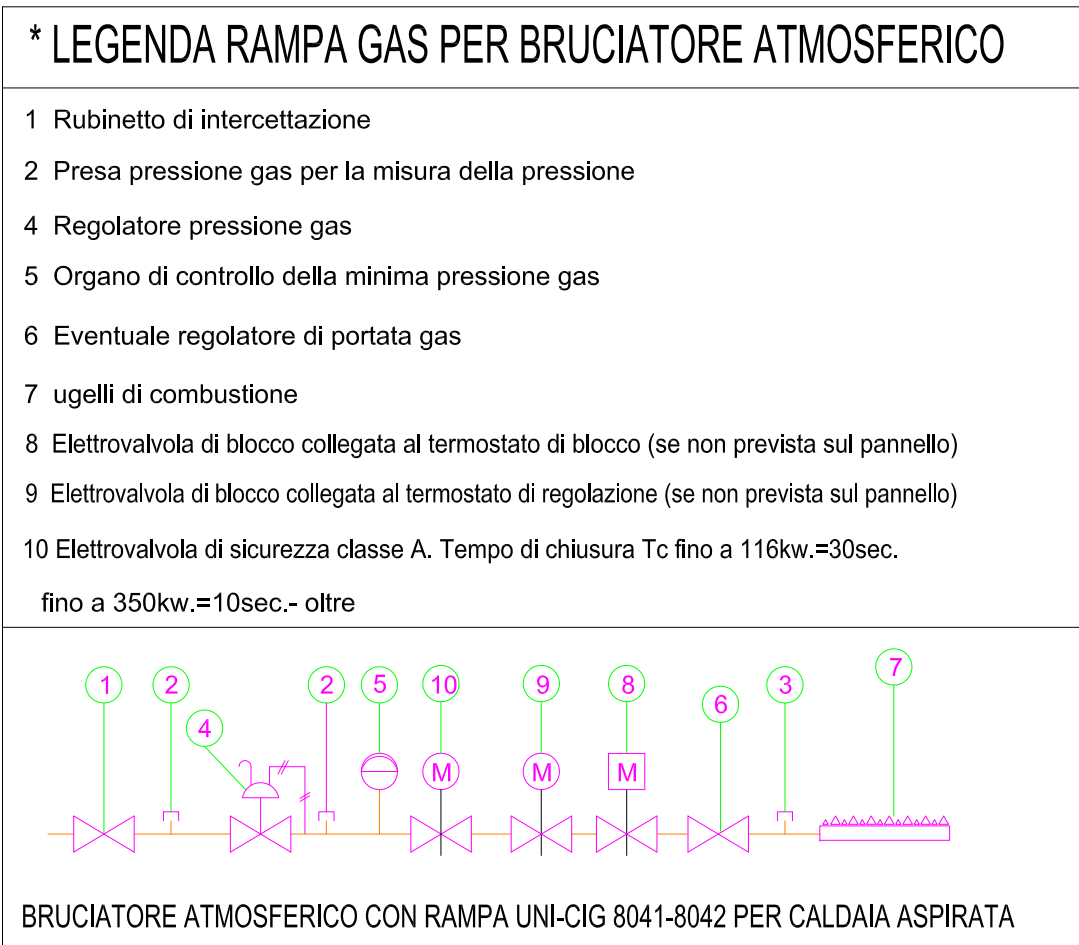 * LEGENDA RAMPA GAS PER BRUCIATORE ATMOSFERICO
1 Rubinetto di intercettazione
2 Presa pressione gas per la misura della pressione
4 Regolatore pressione gas
5 Organo di controllo della minima pressione gas
6 Eventuale regolatore di portata gas
7 ugelli di combustione
8 Elettrovalvola di blocco collegata al termostato di blocco (se non prevista sul pannello)
9 Elettrovalvola di blocco collegata al termostato di regolazione (se non prevista sul pannello)
10 Elettrovalvola di sicurezza classe A. Tempo di chiusura Tc fino a 116kw.=30sec.
fino a 350kw.=10sec.- oltre
1 2 2 5 10 9 8 3 7
4 6
M M M
BRUCIATORE ATMOSFERICO CON RAMPA UNI-CIG 8041-8042 PER CALDAIA ASPIRATA